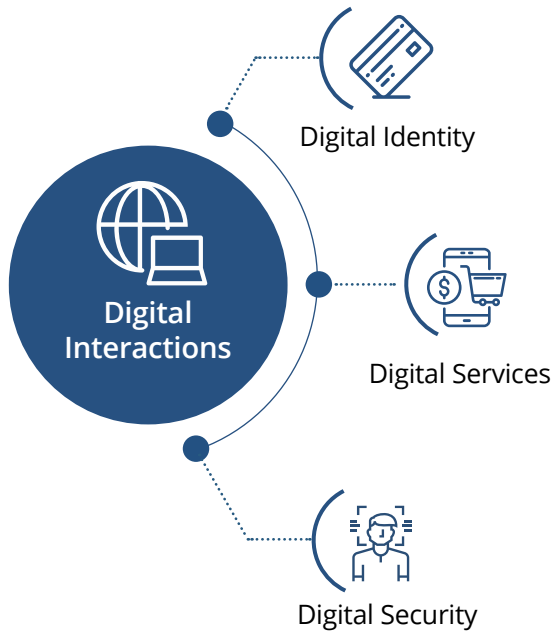 Digital Identity
Digital
Interactions
Digital Services
Digital Security